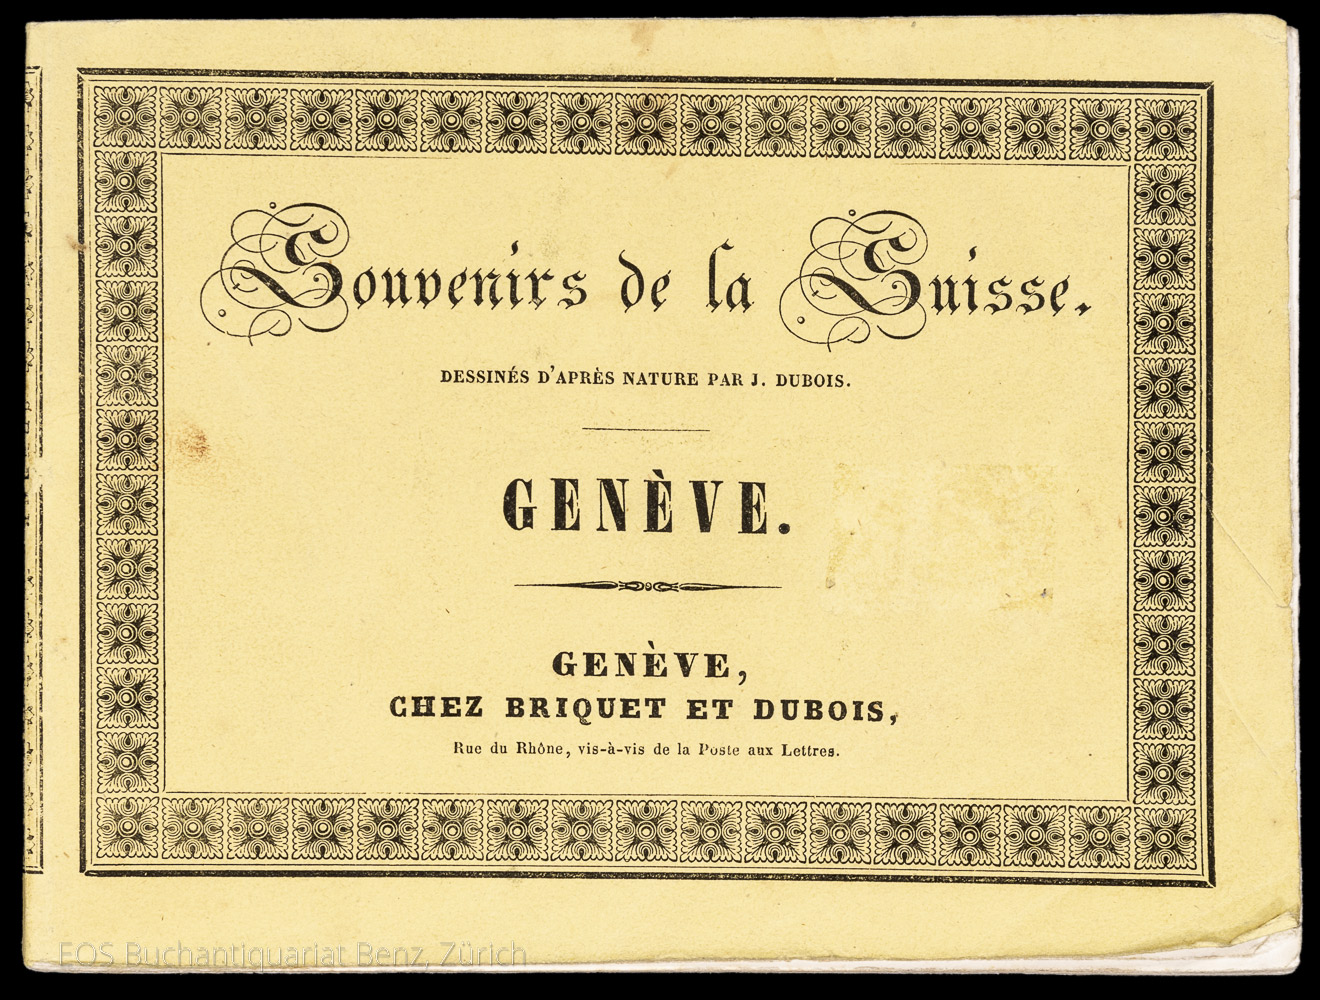 Souvenirs de la Suisse.
DESSINÉS D'APRÈS NATURE PAR J. DUBOIS.
GENÈVE.
GENÈVE,
CHEZ BRIQUET ET DUBOIS,
Rue du Rhône, vis-à-vis de la Poste aux Lettres.
EOS Buchantiquariat Benz, Zürich